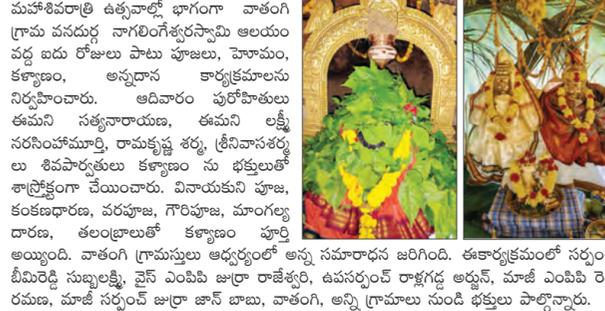 మహాశివరాత్రి ఉత్సవాల్లో భాగంగా వాతంగి
గ్రామ వనదుర్గ నాగలింగేశ్వరస్వామి ఆలయం
వద్ద ఐదు రోజులు పాటు పూజలు, హెూమం,
కళ్యాణం, అన్నదాన కార్యక్రమాలను
నిర్వహించారు. ఆదివారం పురోహితులు
ఈమని సత్యనారాయణ, ఈమని లక్ష్మీ
నరసింహామూర్తి, రామకృష్ణ శర్మ, శ్రీనివాసశర్మ
లు శివపార్వతులు కళ్యాణం ను భక్తులతో
శాస్త్రోక్తంగా చేయించారు. వినాయకుని పూజ,
కంకణధారణ, వరపూజ, గౌరిపూజ, మాంగల్య
దారణ, తలంబ్రాలుతో కళ్యాణం పూర్తి
అయ్యింది. వాతంగి గ్రామస్తులు ఆధ్వర్యంలో అన్న సమారాధన జరిగింది. ఈకార్యక్రమంలో సర్పం
బీమిరెడ్డి సుబ్బలక్ష్మి, వైస్ ఎంపిపి జుర్రా రాజేశ్వరి, ఉపసర్పంచ్ రాళ్లగడ్డ అర్జున్, మాజీ ఎంపిపి రె
రమణ, మాజీ సర్పంచ్ జుర్రా జాన్ బాబు, వాతంగి, అన్ని గ్రామాలు నుండి భక్తులు పాల్గొన్నారు.